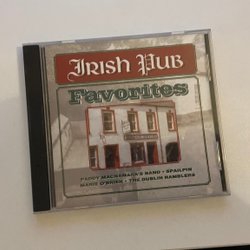 IRISH PUB
Favorites
PADDY MACNAMARA'S BAND • SPAILPIN
MARIE O'BRIEN • THE DUBLIN RAMBLERS